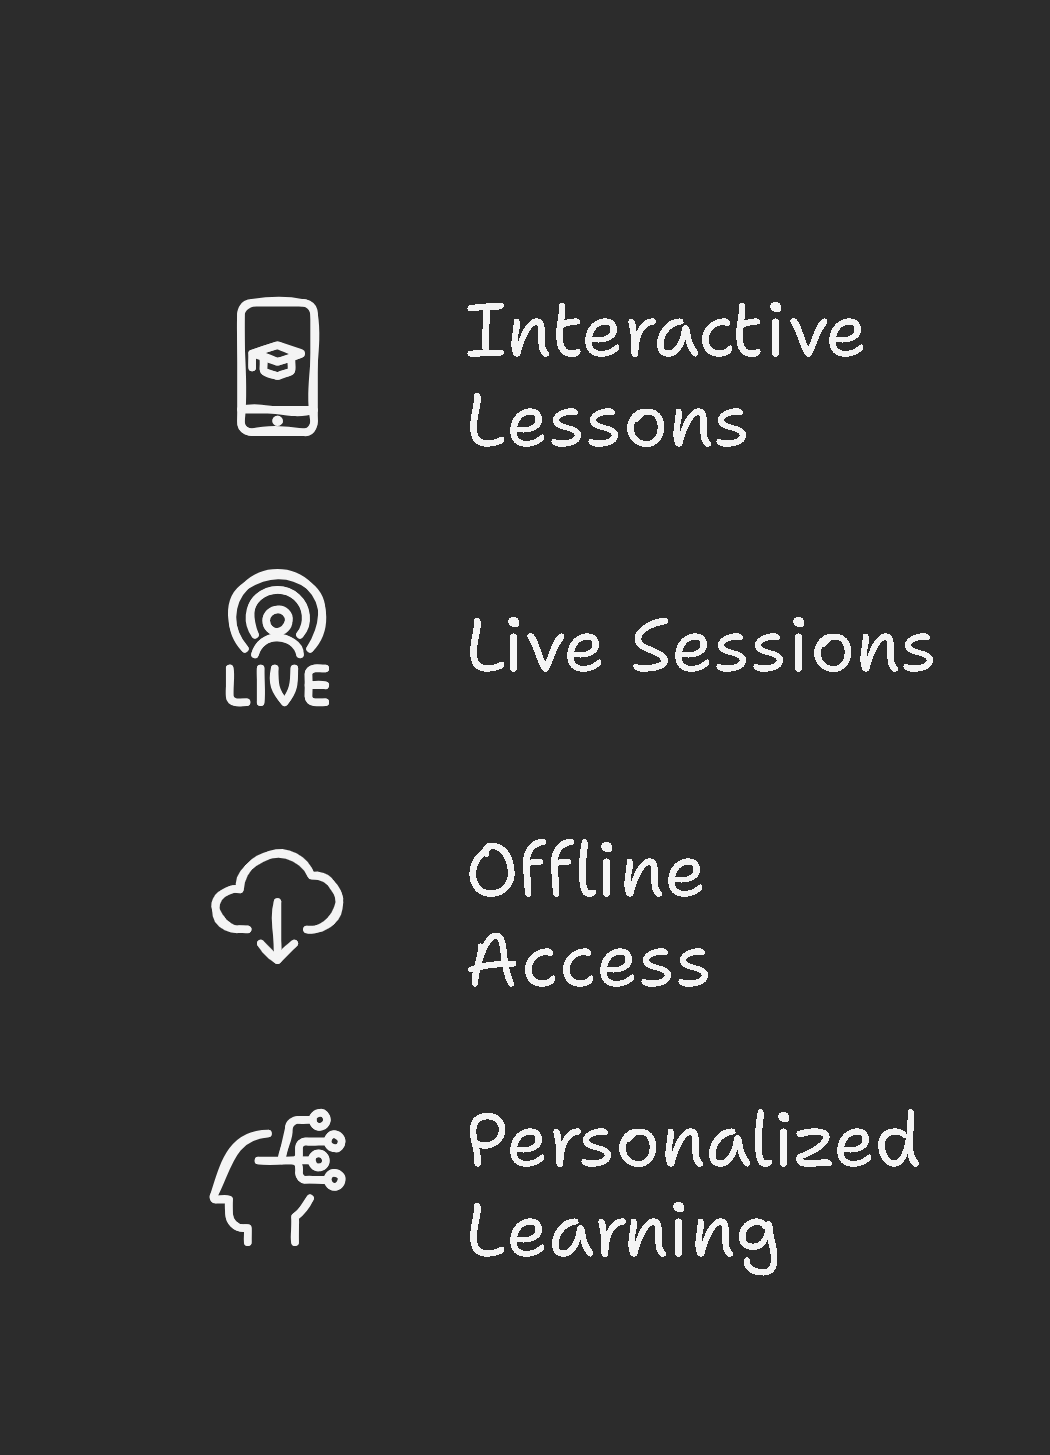 Interactive
Lessons
LIVE
Live Sessions
Offline
Access
Personalized
Learning